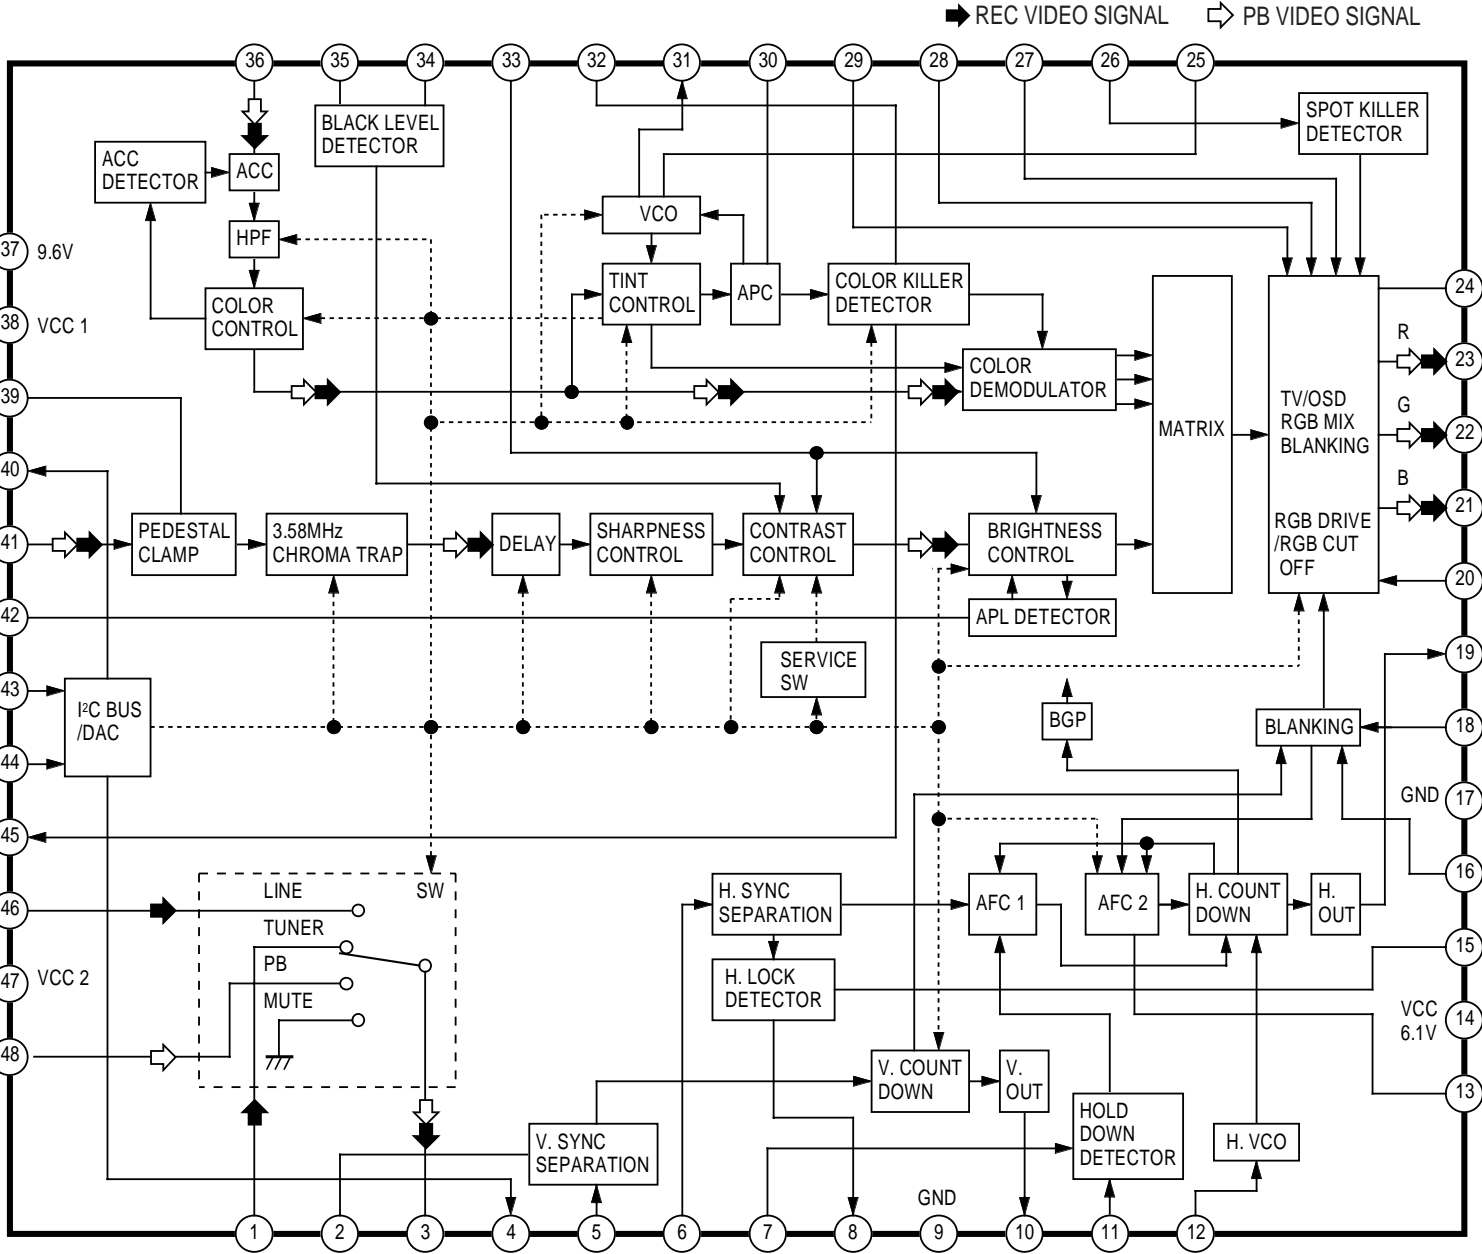 REC VIDEO SIGNAL
PB VIDEO SIGNAL
36
35
34
33
32
31
30
29
28
27
26
25
BLACK LEVEL
DETECTOR
SPOT KILLER
DETECTOR
ACC
DETECTOR
ACC
VCO
HPF
37
9.6V
TINT
CONTROL
APC
COLOR KILLER
DETECTOR
24
COLOR
CONTROL
38
VCC 1
R
23
COLOR
DEMODULATOR
39
TV/OSD
RGB MIX
BLANKING
G
22
MATRIX
40
B
21
PEDESTAL
CLAMP
3.58MHz
CHROMA TRAP
DELAY
SHARPNESS
CONTROL
CONTRAST
CONTROL
BRIGHTNESS
CONTROL
RGB DRIVE
/RGB CUT
OFF
41
20
42
APL DETECTOR
19
SERVICE
SW
43
I²C BUS
/DAC
BGP
BLANKING
18
44
GND
17
45
16
LINE
SW
H. SYNC
SEPARATION
AFC 1
AFC 2
H. COUNT
DOWN
H.
OUT
46
TUNER
15
PB
47
VCC 2
H. LOCK
DETECTOR
MUTE
VCC
6.1V
14
48
V. COUNT
DOWN
V.
OUT
13
HOLD
DOWN
DETECTOR
V. SYNC
SEPARATION
H. VCO
GND
1
2
3
4
5
6
7
8
9
10
11
12